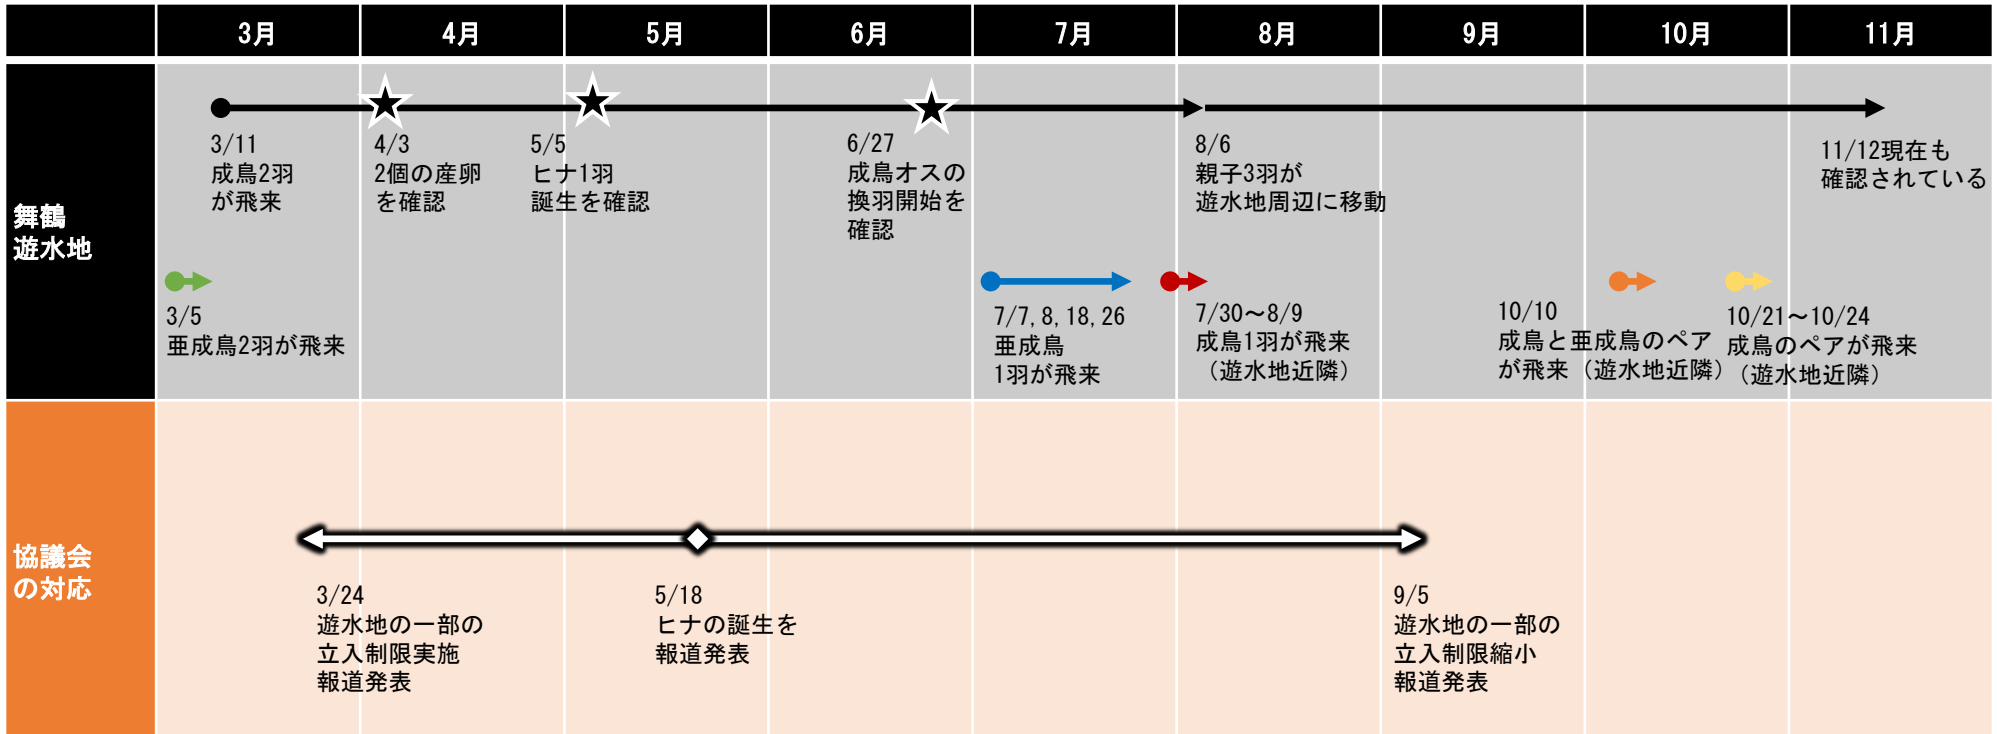 3月
4月
5月
6月
7月
8月
9月
10月
11月
舞鶴
遊水地
3/11
成鳥2羽
が飛来
4/3
2個の産卵
を確認
5/5
ヒナ1羽
誕生を確認
6/27
成鳥オスの
換羽開始を
確認
8/6
親子3羽が
遊水地周辺に移動
11/12現在も
確認されている
3/5
亜成鳥2羽が飛来
7/7, 8, 18, 26
亜成鳥
1羽が飛来
7/30～8/9
成鳥1羽が飛来
（遊水地近隣）
10/10
成鳥と亜成鳥のペア
が飛来（遊水地近隣）
10/21～10/24
成鳥のペアが飛来
（遊水地近隣）
協議会
の対応
3/24
遊水地の一部の
立入制限実施
報道発表
5/18
ヒナの誕生を
報道発表
9/5
遊水地の一部の
立入制限縮小
報道発表